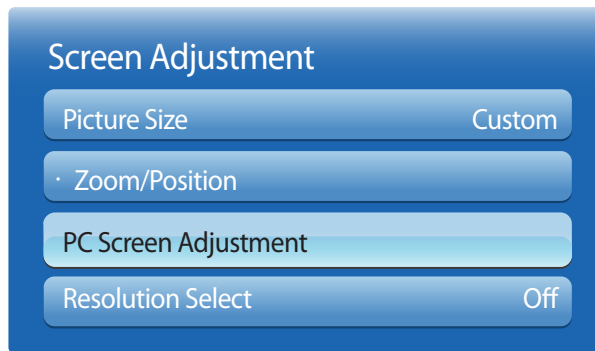 Screen Adjustment
Picture Size Custom
· Zoom/Position
PC Screen Adjustment
Resolution Select Off